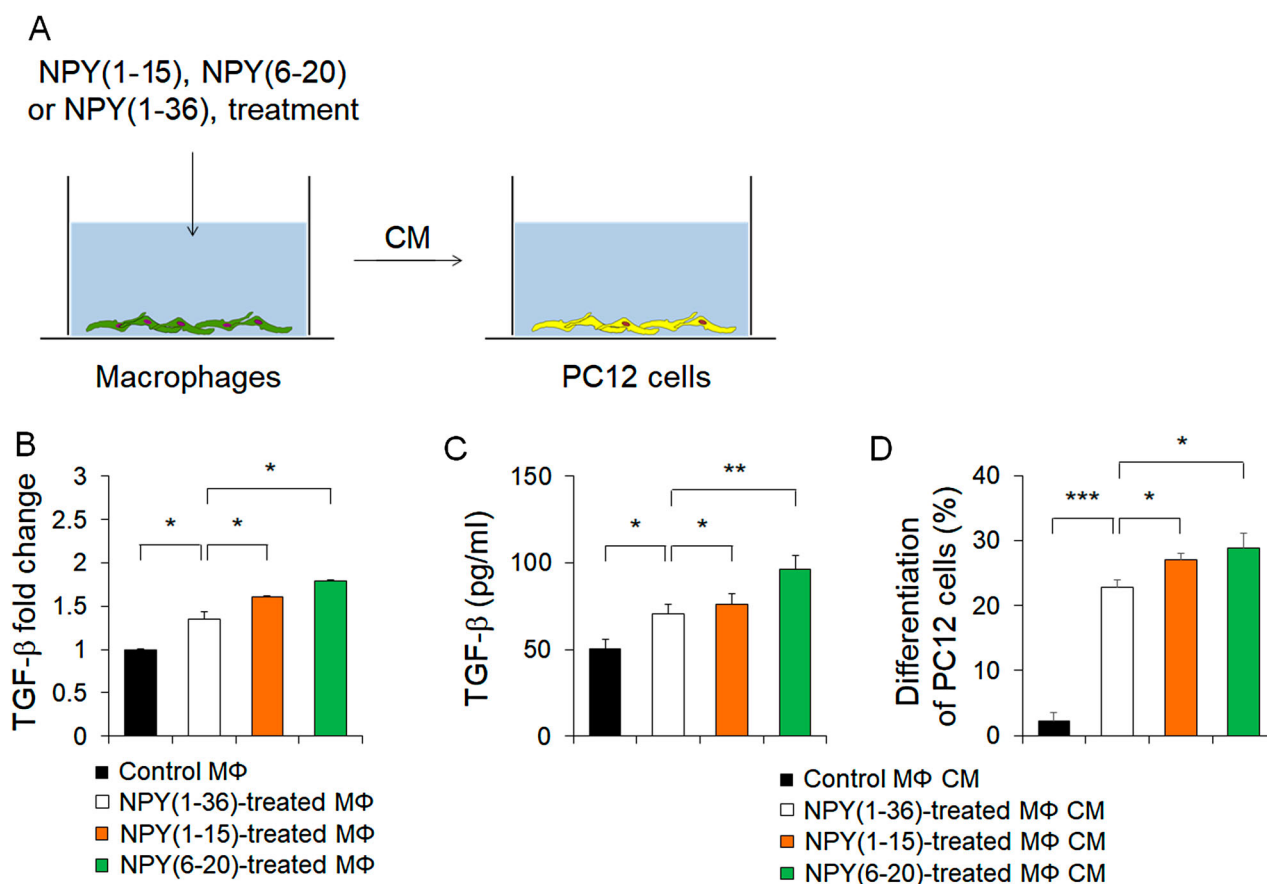 A
NPY(1-15), NPY(6-20)
or NPY(1-36), treatment
CM
Macrophages
PC12 cells
B
TGF-β fold change
3
2.5
2
1.5
1
0.5
0
*
*
*
Control MΦ
NPY(1-36)-treated MΦ
NPY(1-15)-treated MΦ
NPY(6-20)-treated MΦ
C
TGF-β (pg/ml)
150
100
50
0
**
*
*
D
Differentiation
of PC12 cells (%)
40
30
20
10
0
*
***
*
Control MΦ CM
NPY(1-36)-treated MΦ CM
NPY(1-15)-treated MΦ CM
NPY(6-20)-treated MΦ CM